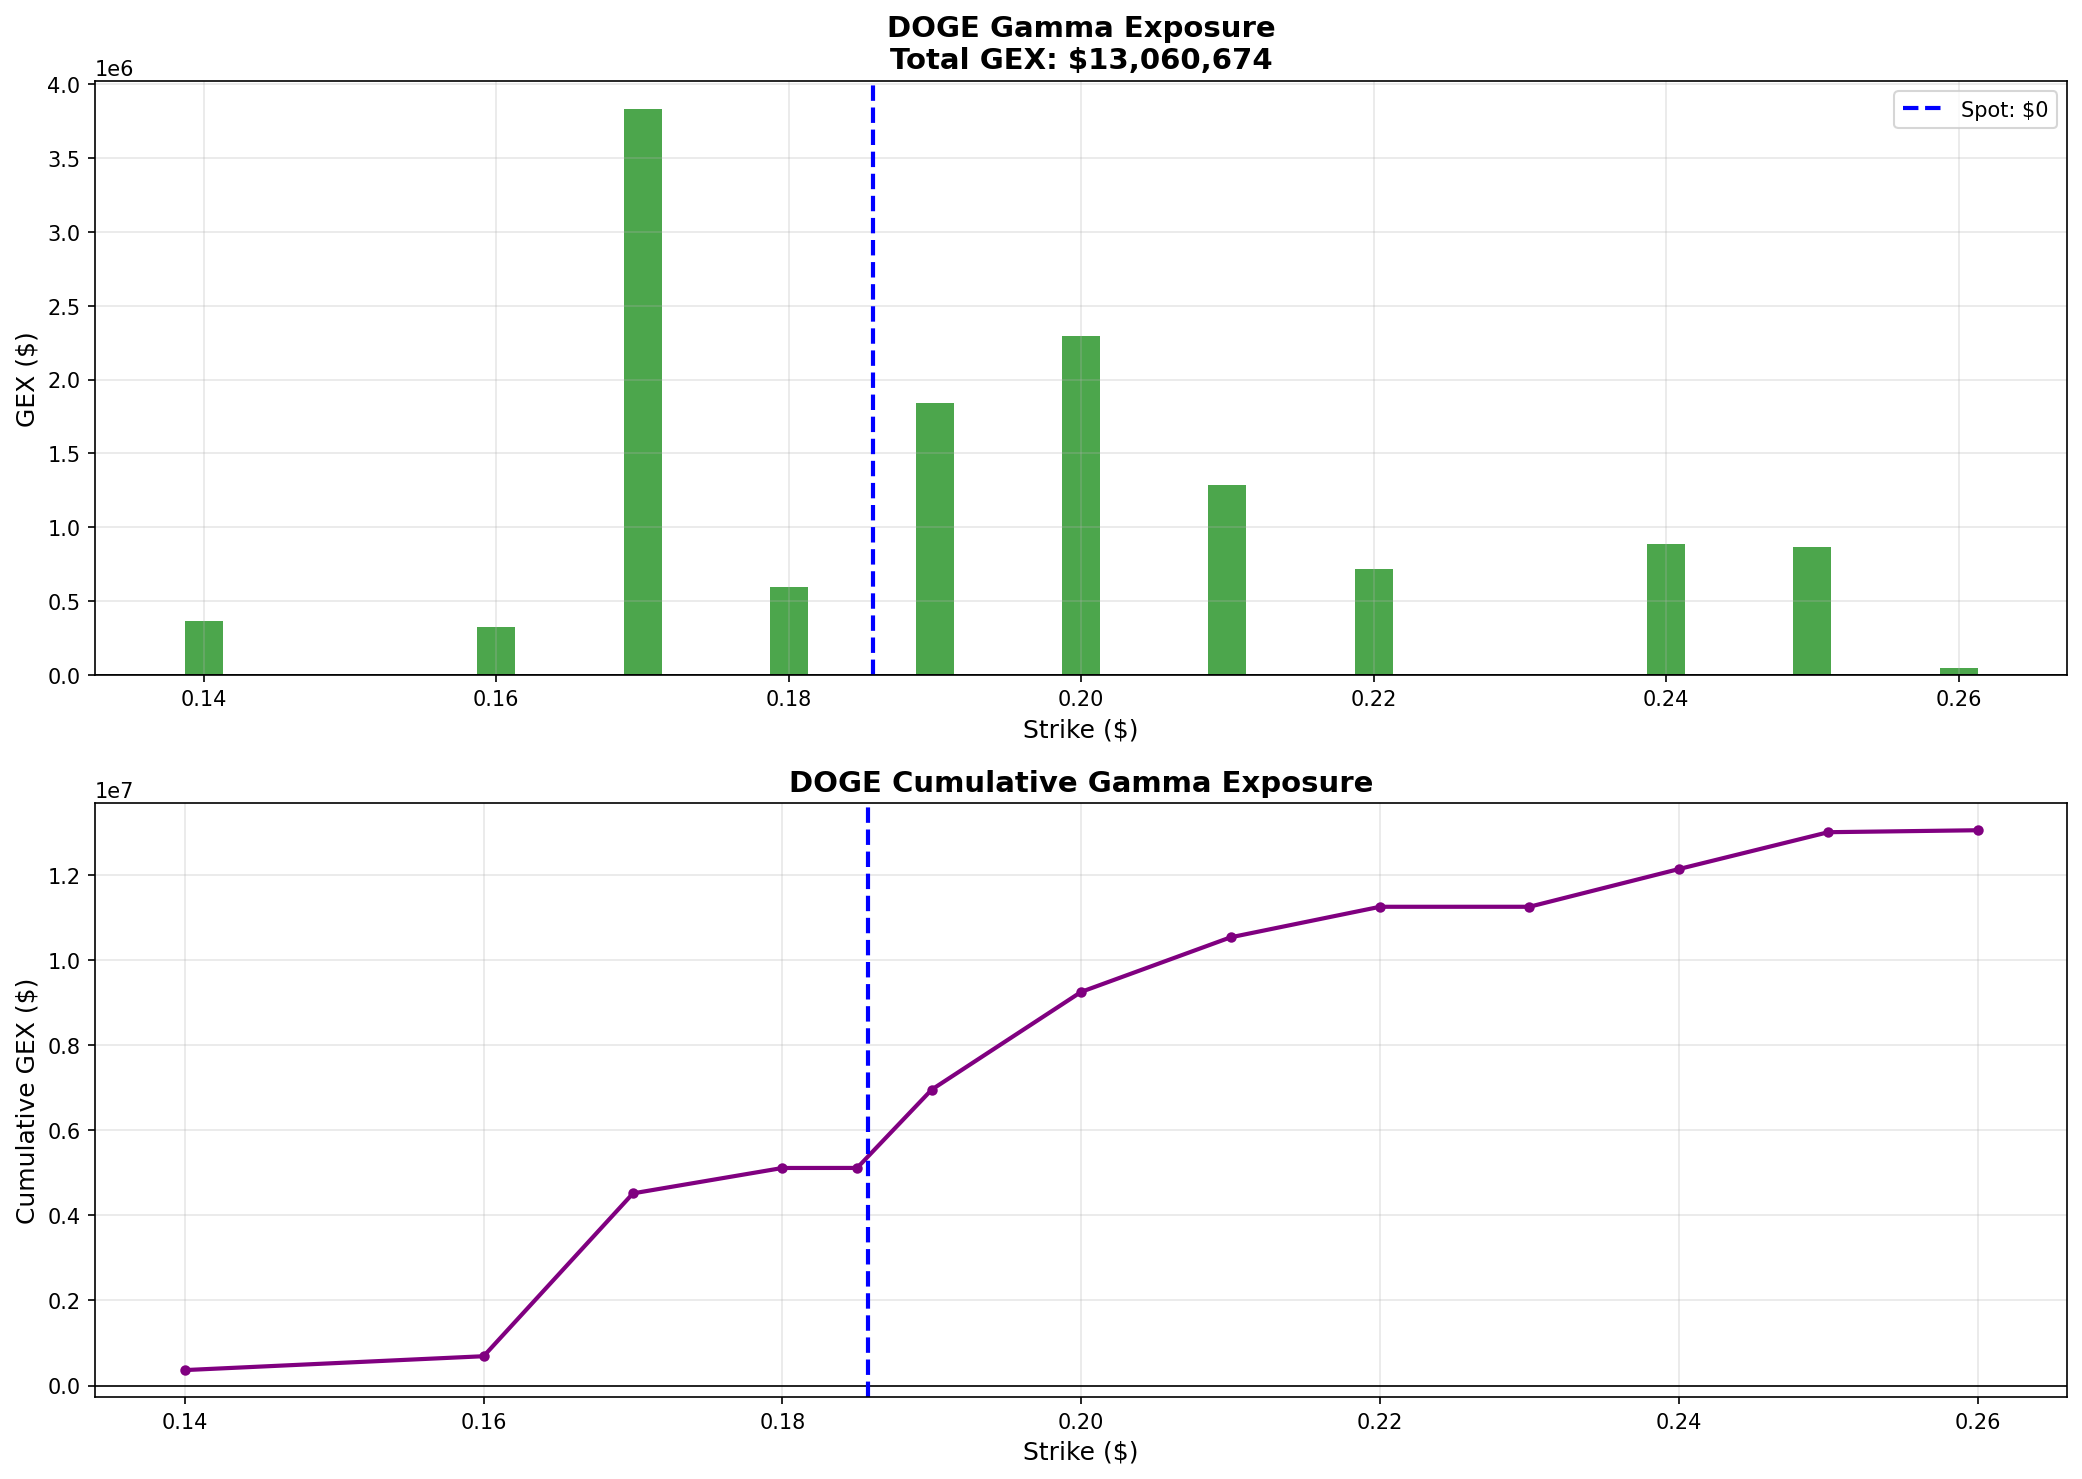 DOGE Gamma Exposure
Total GEX: $13,060,674
1e6
4.0
3.5
3.0
2.5
2.0
1.5
1.0
0.5
0.0
GEX ($)
Spot: $0
0.14 0.16 0.18 0.20 0.22 0.24 0.26
Strike ($)
DOGE Cumulative Gamma Exposure
1e7
1.2
1.0
0.8
0.6
0.4
0.2
0.0
Cumulative GEX ($)
0.14 0.16 0.18 0.20 0.22 0.24 0.26
Strike ($)